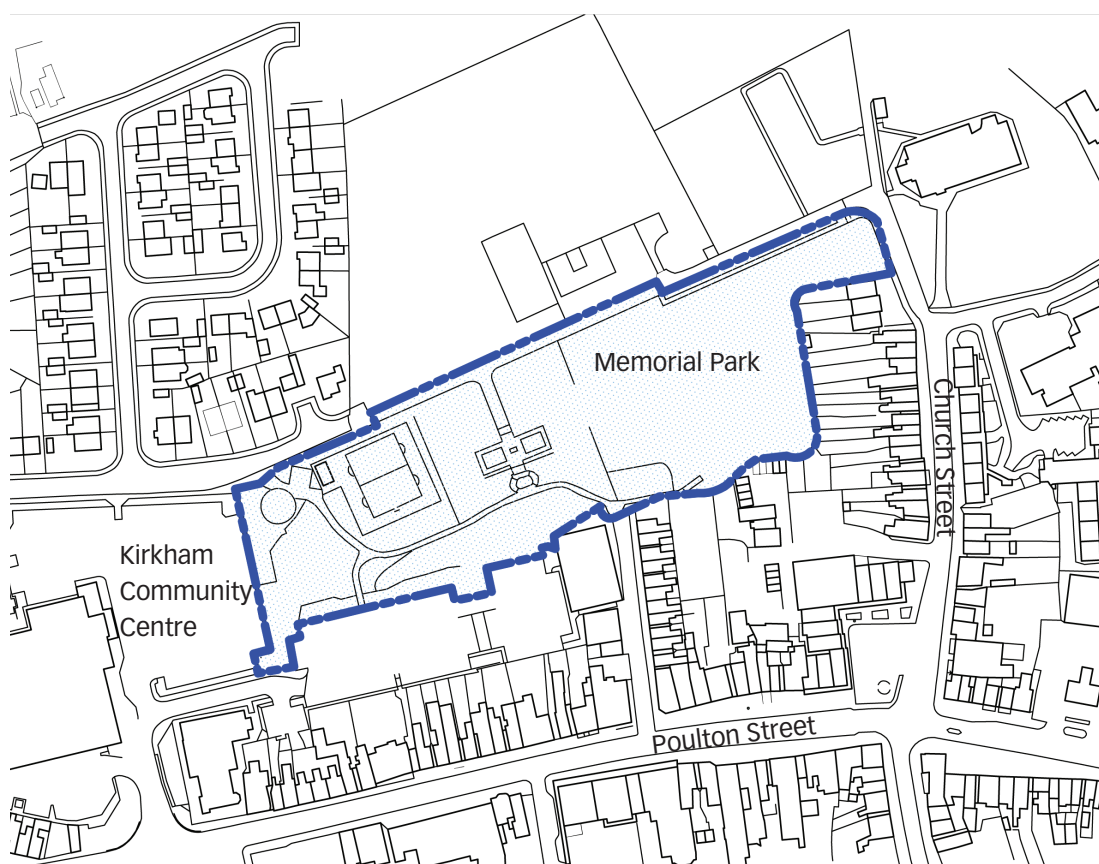 Memorial Park
Church Street
Kirkham
Community
Centre
Poulton Street